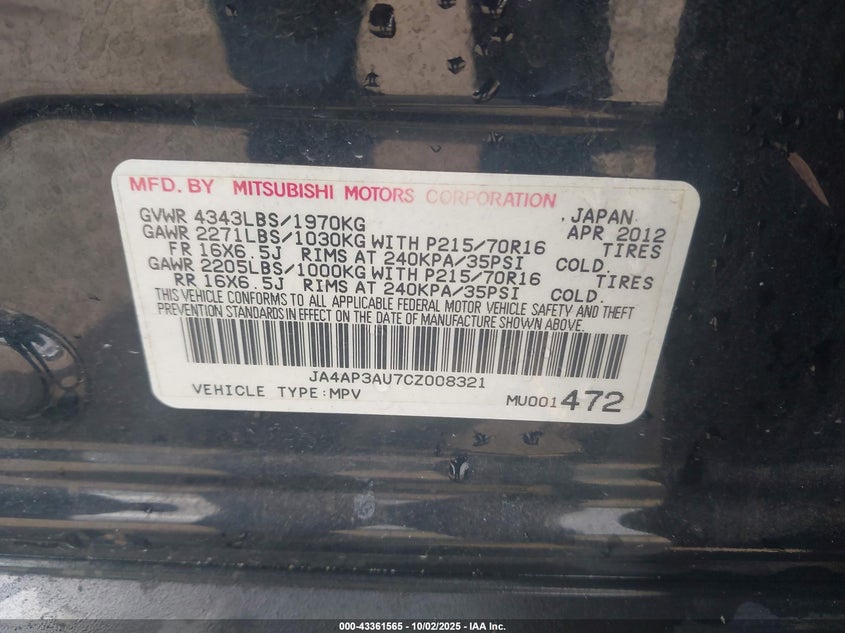 MFD. BY MITSUBISHI MOTORS CORPORATION
GVWR 4343LBS/1970KG , JAPAN
GAWR 2271LBS/1030KG WITH P215/70R16 APR 2012
FR 16X6.5J RIMS AT 240KPA/35PSI TIRES
GAWR 2205LBS/1000KG WITH P215/70R16 COLD.
RR 16X6.5J RIMS AT 240KPA/35PSI TIRES
COLD.
THIS VEHICLE CONFORMS TO ALL APPLICABLE FEDERAL MOTOR VEHICLE SAFETY AND THEFT
PREVENTION STANDARDS IN EFFECT ON THE DATE OF MANUFACTURE SHOWN ABOVE.
JA4AP3AU7CZ008321
VEHICLE TYPE:MPV MU001472
000-43361565 - 10/02/2025 - IAA Inc.